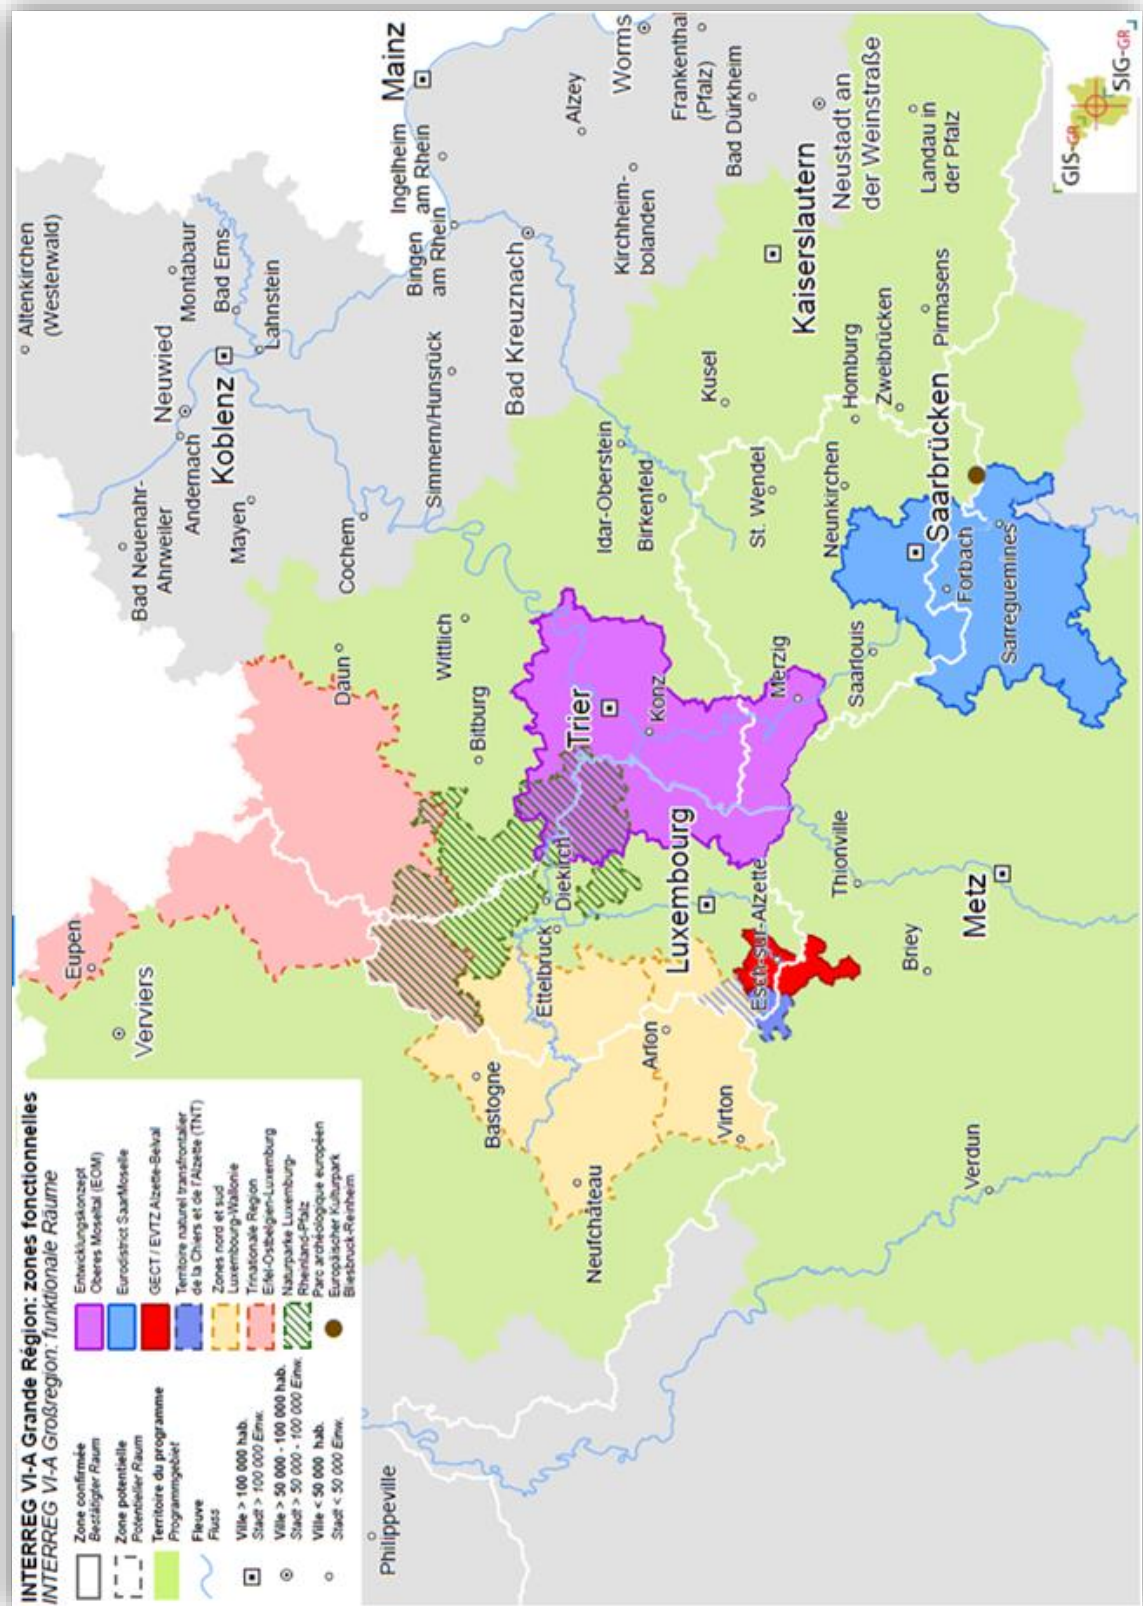 INTERREG VI-A Grande Région: zones fonctionnelles
INTERREG VI-A Großregion: funktionale Räume
Zone confirmée
Bestätigter Raum
Zone potentielle
Potentieller Raum
Territoire du programme
Programmgebiet
Fleuve
Fluss
Ville > 100 000 hab.
Stadt > 100 000 Einw.
Ville > 50 000 - 100 000 hab.
Stadt > 50 000 - 100 000 Einw.
Ville < 50 000 hab.
Stadt < 50 000 Einw.
Entwicklungskonzept
Oberes Moseltal (EOM)
Eurodistrict SaarMoselle
GECT / EVTZ Alzette-Belval
Territoire naturel transfrontalier
de la Chiers et de l'Alzette (TNT)
Zones nord et sud
Luxembourg-Wallonie
Trinationale Region
Eifel-Ostbelgien-Luxemburg
Naturparke Luxemburg-
Rheinland-Pfalz
Parc archéologique européen
Europäischer Kulturpark
Bliesbruck-Reinheim
Altenkirchen
(Westerwald)
Eupen
Verviers
Bad Neuenahr-
Ahrweiler
Neuwied
Andernach
Montabaur
Bad Ems
Koblenz
Lahnstein
Mayen
Daun
Cochem
Philippeville
Mainz
Ingelheim
am Rhein
Bingen
am Rhein
Simmern/Hunsrück
Wittlich
Bitburg
Bastogne
Bad Kreuznach
Alzey
Worms
Ettelbruck
Diekirch
Trier
Neufchâteau
Idar-Oberstein
Birkenfeld
Kirchheim-
bolanden
Frankenthal
(Pfalz)
Konz
Luxembourg
Arlon
Kusel
Bad Dürkheim
Virton
Esch-sur-Alzette
Merzig
St. Wendel
Kaiserslautern
Neustadt an
der Weinstraße
Neunkirchen
Homburg
Saarlouis
Thionville
Zweibrücken
Briey
Saarbrücken
Pirmasens
Landau in
der Pfalz
Forbach
Verdun
Metz
Sarreguemines
GIS-GR
SIG-GR